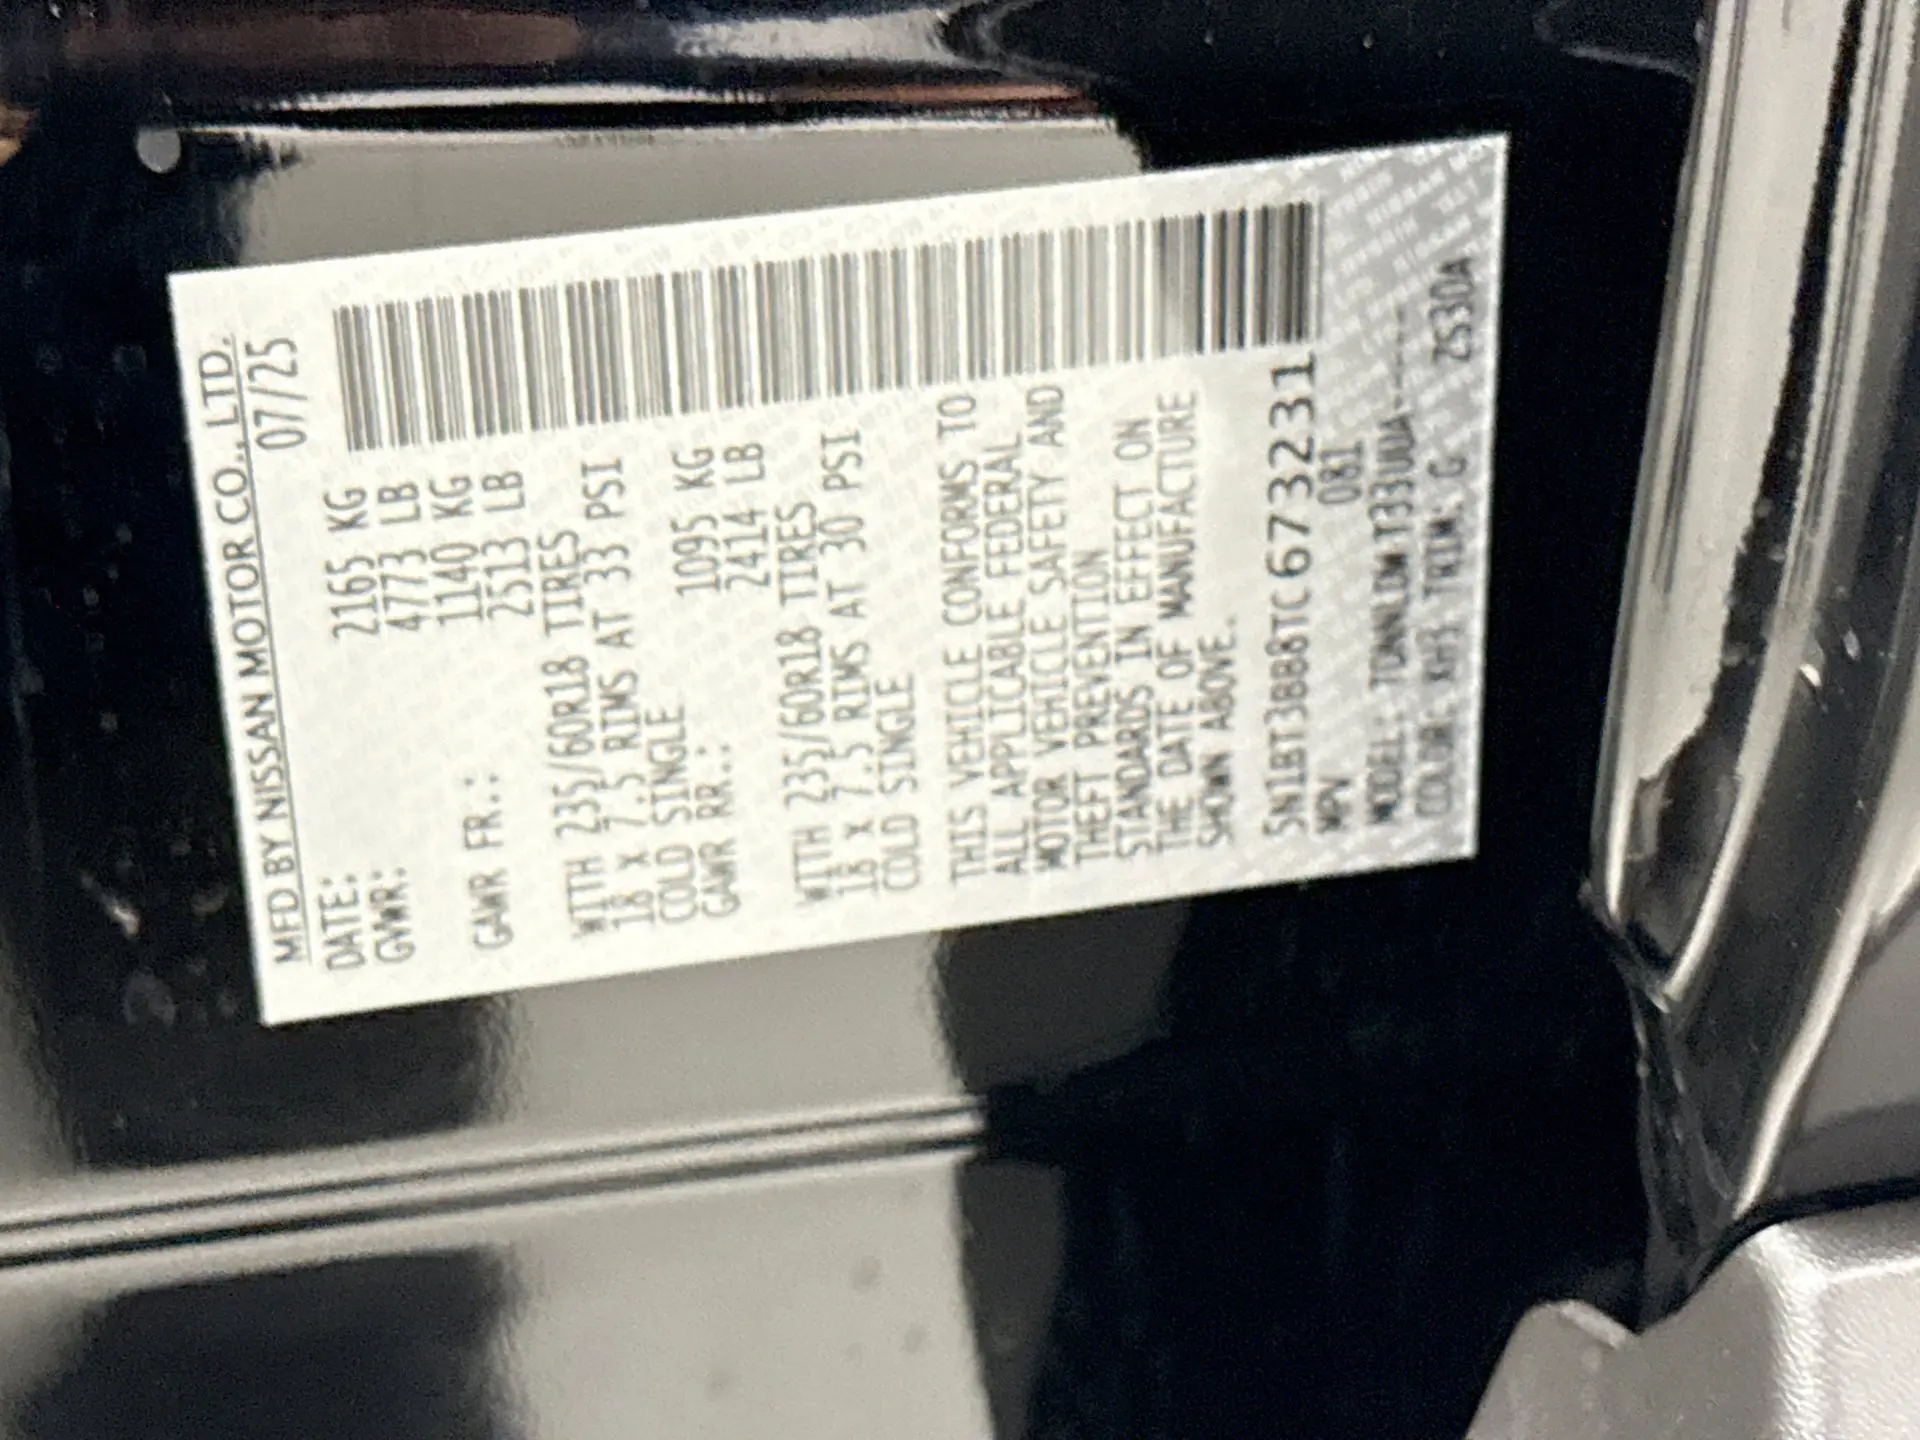 MFD BY NISSAN MOTOR CO., LTD.
DATE: 07/25
GVWR: 2165 KG
4773 LB
1140 KG
GAWR FR.: 2513 LB
WITH 235/60R18 TIRES
18 X 7.5 RIMS AT 33 PSI
COLD SINGLE
GAWR RR.: 1095 KG
2414 LB
WITH 235/60R18 TIRES
18 X 7.5 RIMS AT 30 PSI
COLD SINGLE
THIS VEHICLE CONFORMS TO
ALL APPLICABLE FEDERAL
MOTOR VEHICLE SAFETY AND
THEFT PREVENTION
STANDARDS IN EFFECT ON
THE DATE OF MANUFACTURE
SHOWN ABOVE.
5N1BT3BB8TC673231
MPV
MODEL:
COLOR: KH3 TRIM: G